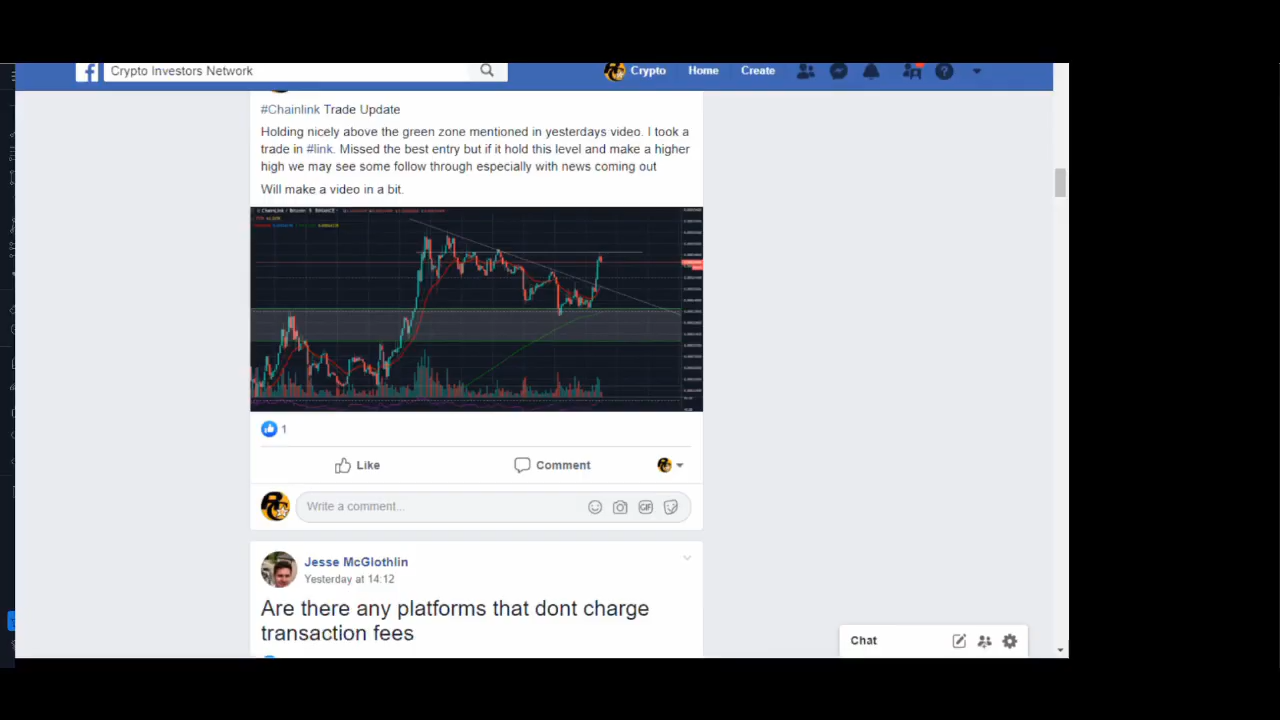 Crypto Investors Network
Crypto
Home
Create
#Chainlink Trade Update
Holding nicely above the green zone mentioned in yesterdays video. I took a
trade in #link. Missed the best entry but if it hold this level and make a higher
high we may see some follow through especially with news coming out
Will make a video in a bit.
1
Like
Comment
Write a comment...
GIF
Jesse McGlothlin
Yesterday at 14:12
Are there any platforms that dont charge
transaction fees
Chat